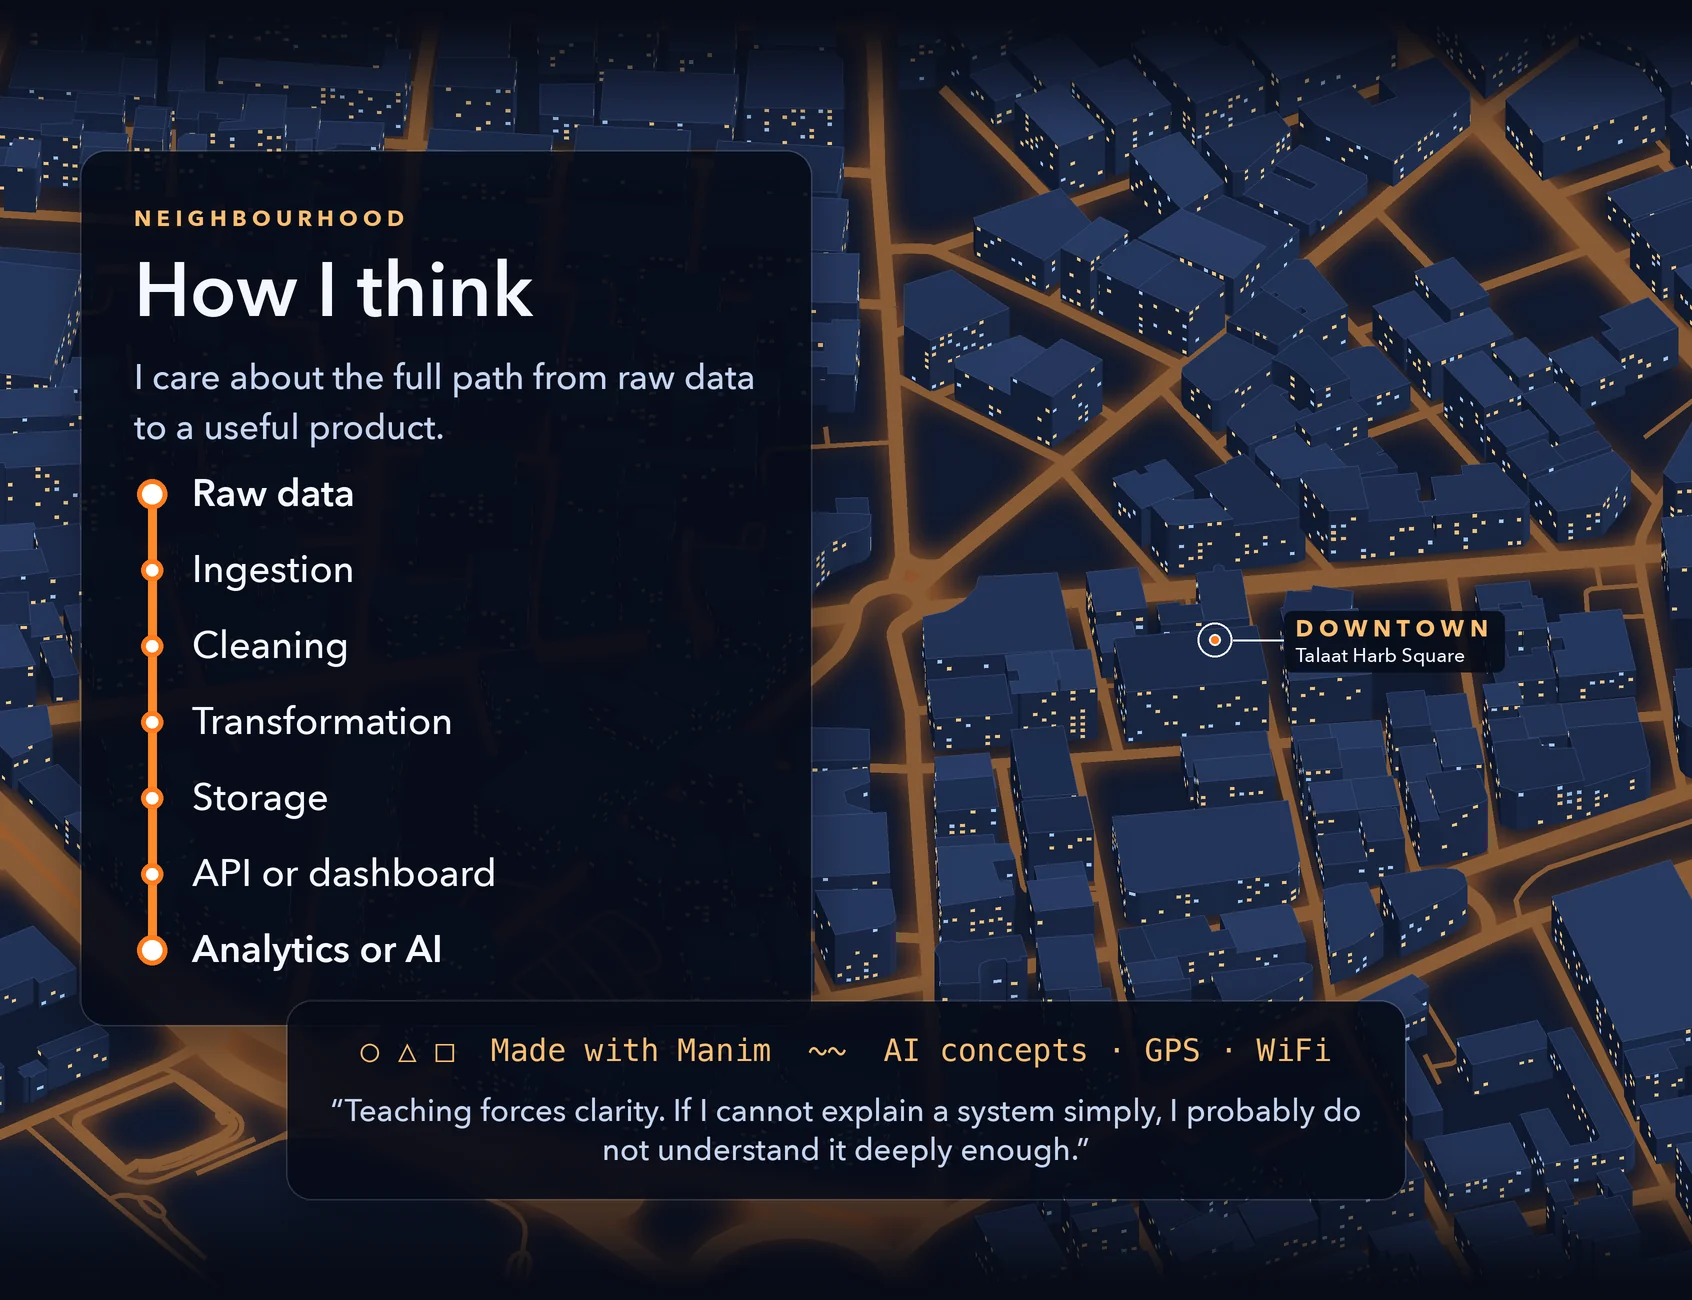 NEIGHBOURHOOD
How I think
I care about the full path from raw data
to a useful product.
Raw data
Ingestion
Cleaning
Transformation
Storage
API or dashboard
Analytics or AI
DOWNTOWN
Talaat Harb Square
○ △ □ Made with Manim ~~ AI concepts · GPS · WiFi
“Teaching forces clarity. If I cannot explain a system simply, I probably do
not understand it deeply enough.”